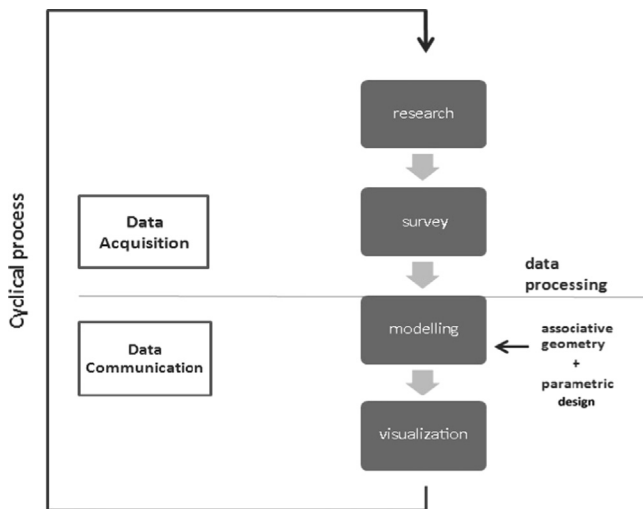 research
Data
Acquisition
survey
Cyclical process
data
processing
modelling
associative
geometry
+
parametric
design
Data
Communication
visualization